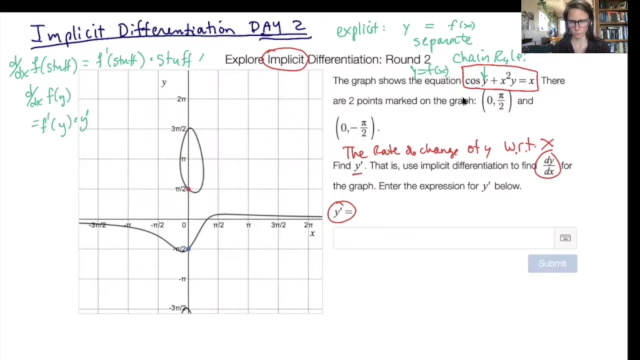 Implicit Differentiation DAY 2
explicit: y = f(x)
separate
d/dx f(stuff) = f'(stuff) · stuff'
Chain Rule:
Explore Implicit Differentiation: Round 2
y = f(x)
d/dx f(y)
= f'(y) · y'
The graph shows the equation cos y + x²y = x. There
are 2 points marked on the graph: (0, π/2) and
(0, −π/2).
The Rate of change of y w.r.t. x
Find y'. That is, use implicit differentiation to find dy/dx for
the graph. Enter the expression for y' below.
y' =
Submit
y
2π
3π/2
π
π/2
-3π/2 -π -π/2 0 π/2 π 3π/2 2π x
-π/2
-π
-3π/2